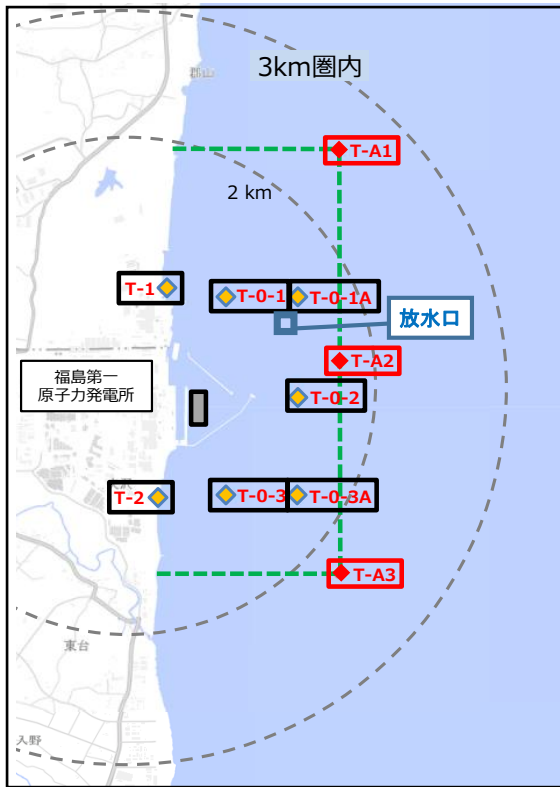 郡山
3km圏内
T-A1
2 km
T-1
T-0-1
T-0-1A
放水口
T-A2
福島第一
原子力発電所
T-0-2
T-2
T-0-3
T-0-3A
T-A3
東台
入野